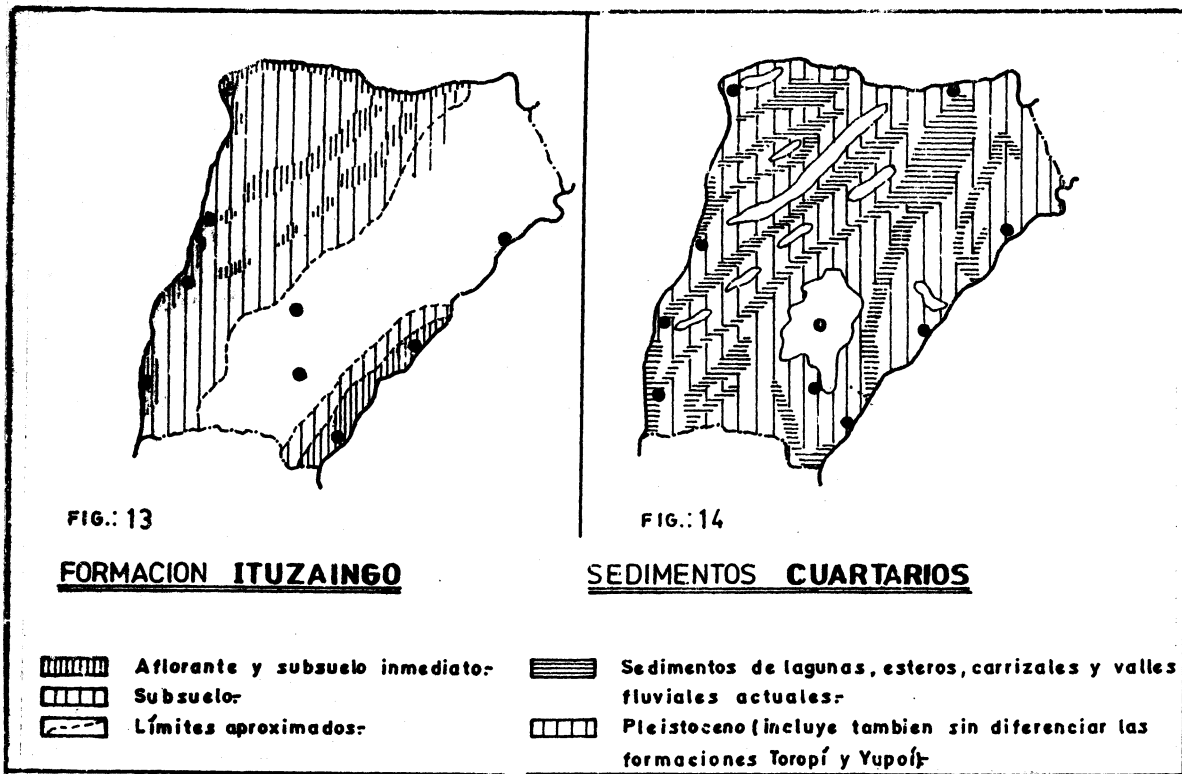 FIG.: 13
FORMACION ITUZAINGO
Aflorante y subsuelo inmediato.-
Subsuelo.-
Límites aproximados.-
FIG.: 14
SEDIMENTOS CUARTARIOS
Sedimentos de lagunas, esteros, carrizales y valles
fluviales actuales.-
Pleistoceno (incluye tambien sin diferenciar las
formaciones Toropí y Yupoí).-